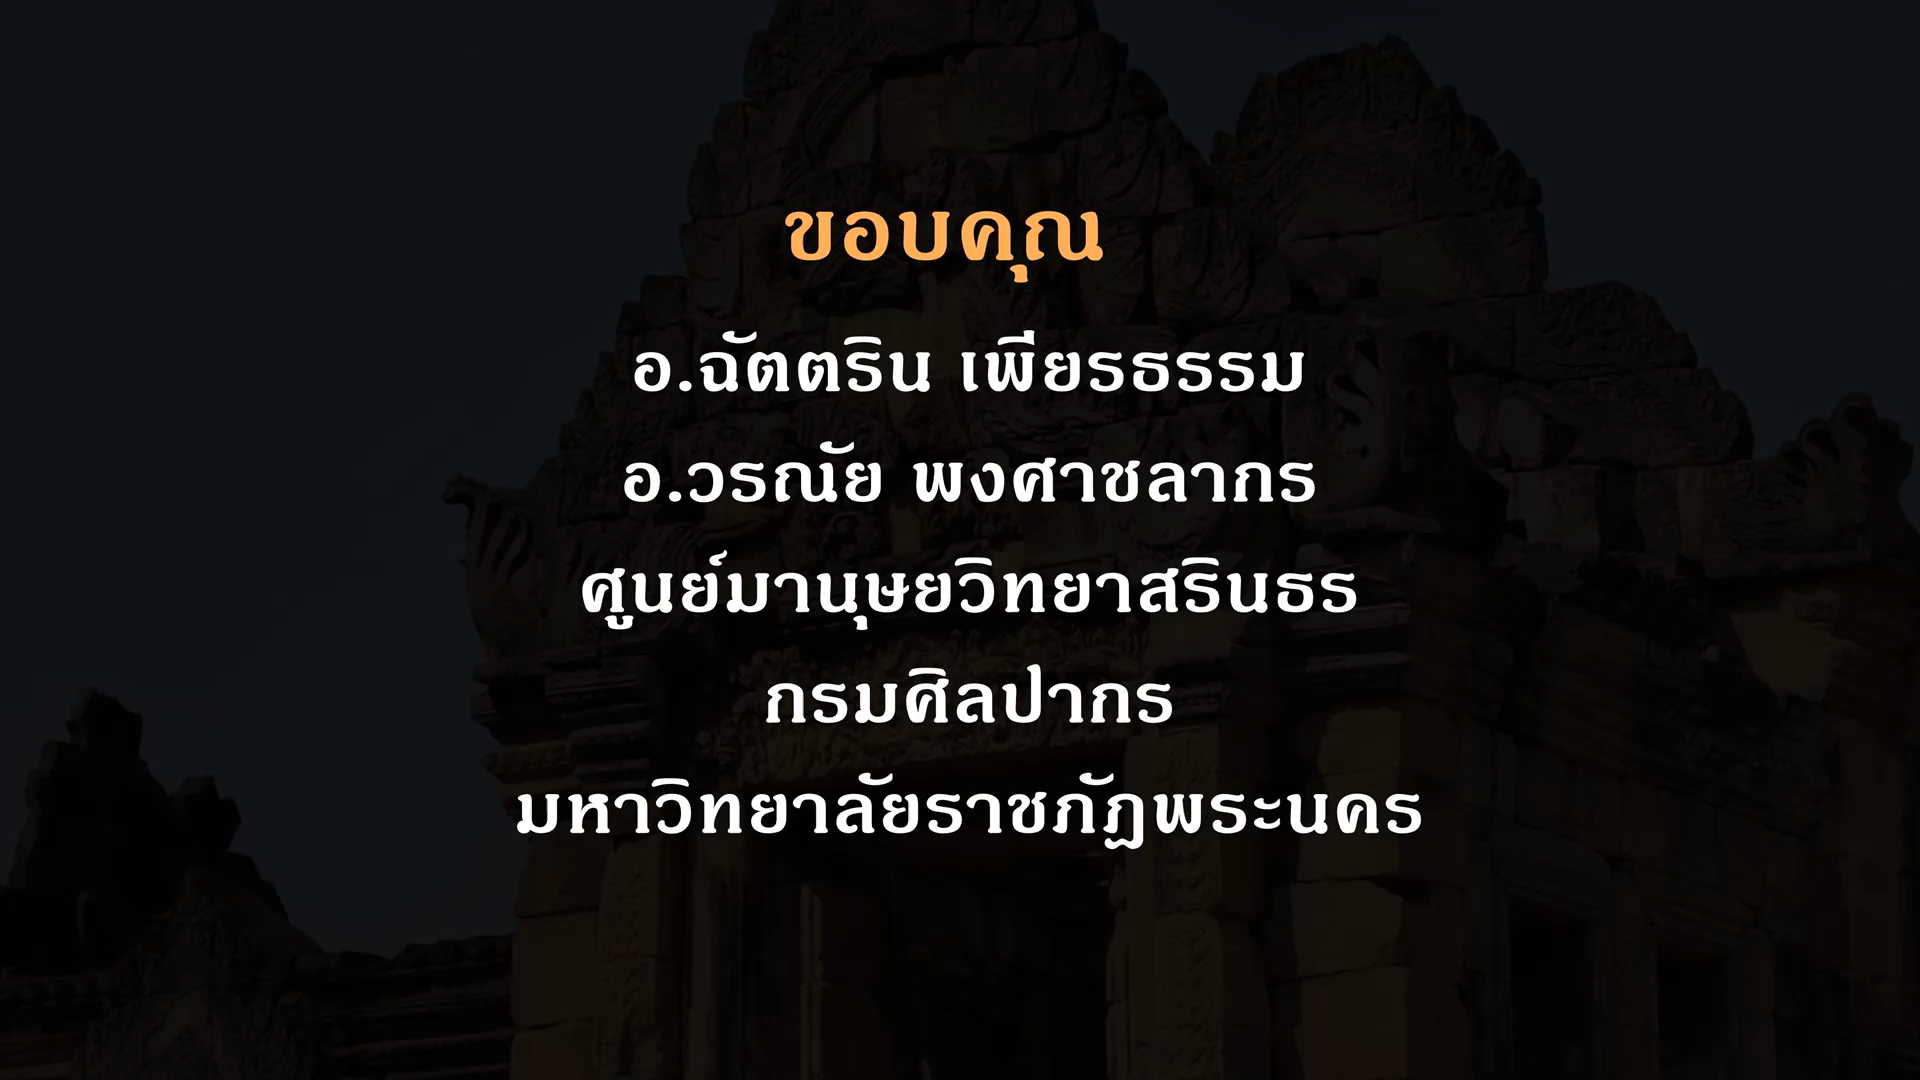 ขอบคุณ
อ.ฉัตตริน เพียรธรรม
อ.วรณัย พงศาชลากร
ศูนย์มานุษยวิทยาสรินธร
กรมศิลปากร
มหาวิทยาลัยราชภัฏพระนคร